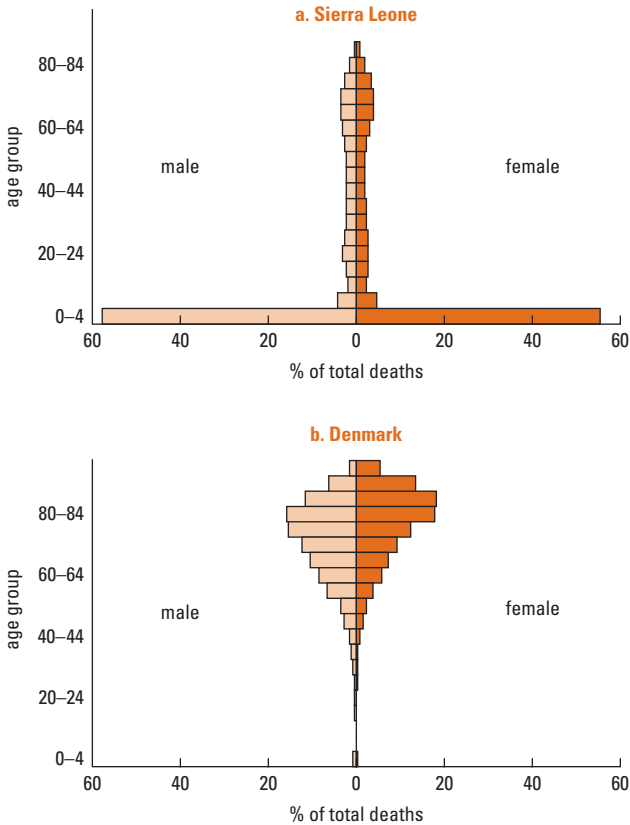 a. Sierra Leone
age group
80–84
60–64
40–44
20–24
0–4
male
female
60 40 20 0 20 40 60
% of total deaths
b. Denmark
age group
80–84
60–64
40–44
20–24
0–4
male
female
60 40 20 0 20 40 60
% of total deaths